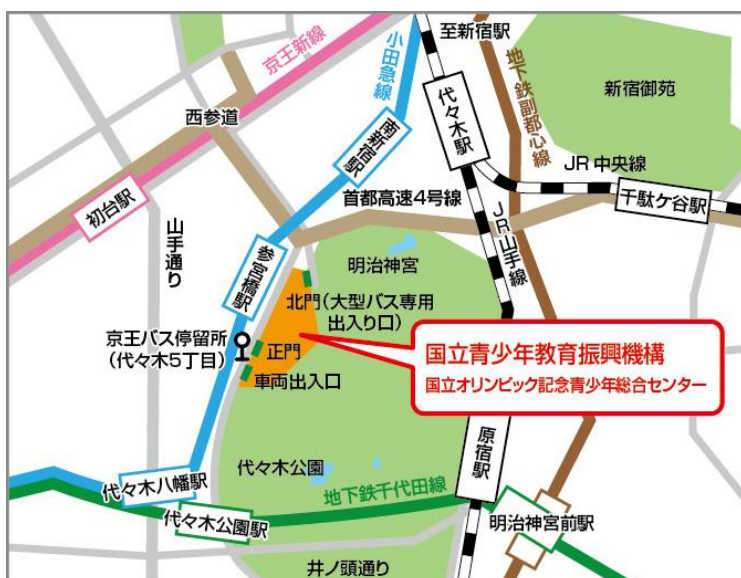 至新宿駅
京王新線
小田急線
地下鉄副都心線
新宿御苑
代々木駅
西参道
南新宿駅
JR中央線
初台駅
首都高速4号線
千駄ケ谷駅
山手通り
参宮橋駅
JR山手線
明治神宮
北門(大型バス専用
出入り口)
京王バス停留所
(代々木5丁目)
正門
車両出入口
国立青少年教育振興機構
国立オリンピック記念青少年総合センター
原宿駅
代々木公園
代々木八幡駅
地下鉄千代田線
代々木公園駅
明治神宮前駅
井ノ頭通り